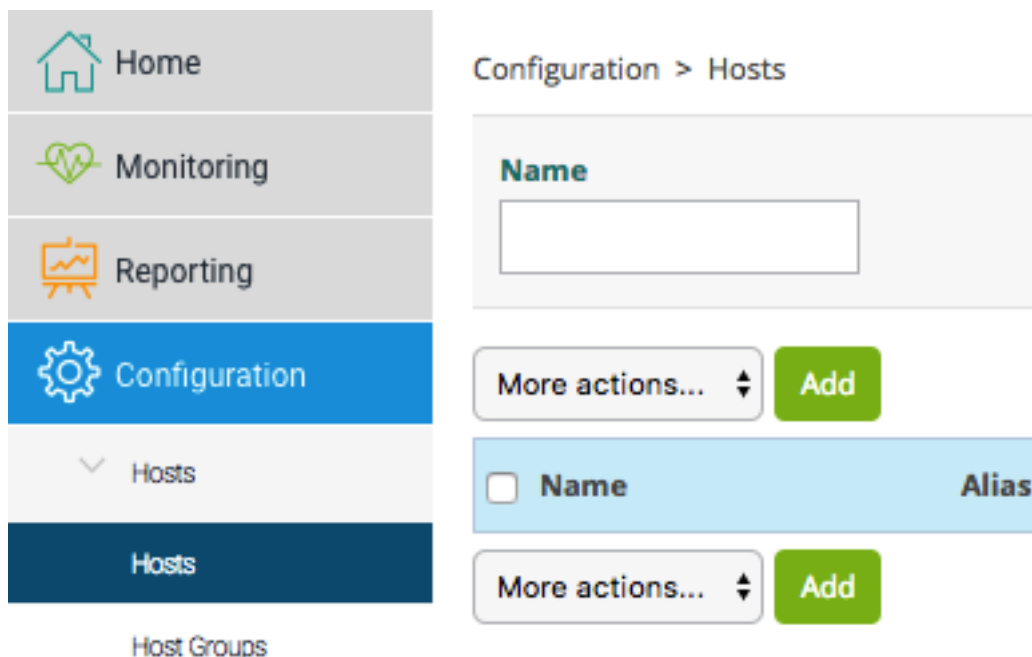 Home
Monitoring
Reporting
Configuration
Hosts
Hosts
Host Groups
Configuration > Hosts
Name
More actions... Add
Name Alias
More actions... Add